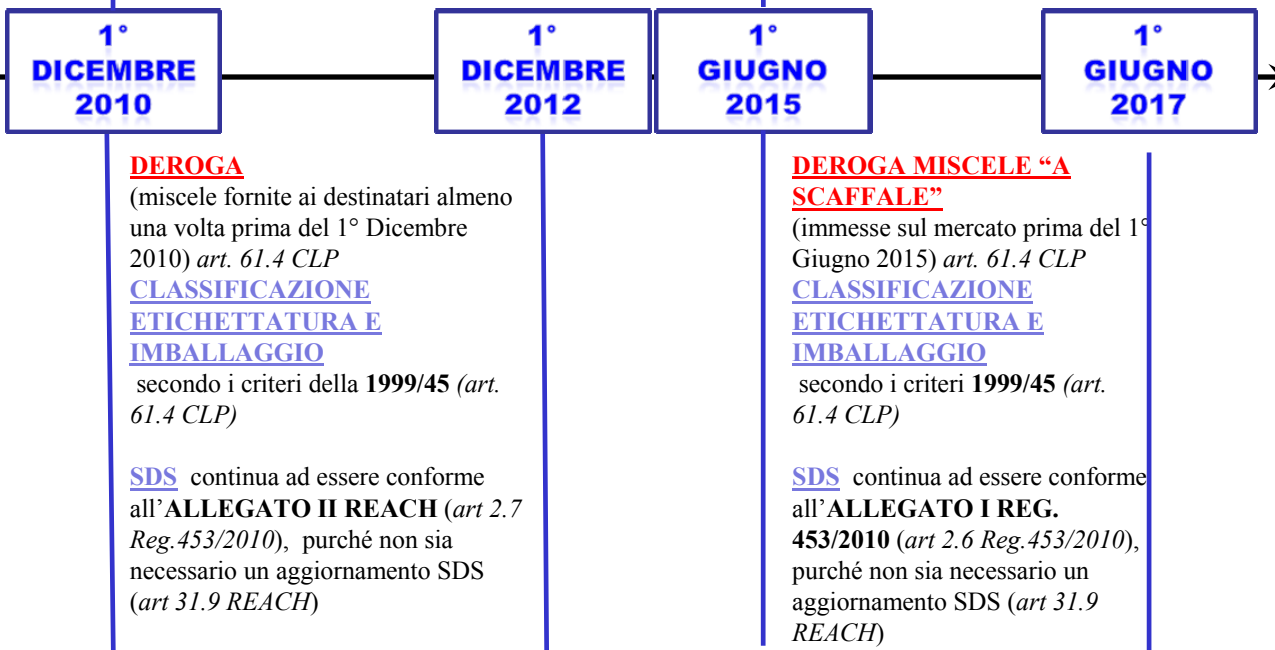 1°
DICEMBRE
2010
1°
DICEMBRE
2012
1°
GIUGNO
2015
1°
GIUGNO
2017
DEROGA
(miscele fornite ai destinatari almeno
una volta prima del 1° Dicembre
2010) art. 61.4 CLP
CLASSIFICAZIONE
ETICHETTATURA E
IMBALLAGGIO
secondo i criteri della 1999/45 (art.
61.4 CLP)
SDS continua ad essere conforme
all’ALLEGATO II REACH (art 2.7
Reg.453/2010), purché non sia
necessario un aggiornamento SDS
(art 31.9 REACH)
DEROGA MISCELE “A
SCAFFALE”
(immesse sul mercato prima del 1°
Giugno 2015) art. 61.4 CLP
CLASSIFICAZIONE
ETICHETTATURA E
IMBALLAGGIO
secondo i criteri 1999/45 (art.
61.4 CLP)
SDS continua ad essere conforme
all’ALLEGATO I REG.
453/2010 (art 2.6 Reg.453/2010),
purché non sia necessario un
aggiornamento SDS (art 31.9
REACH)